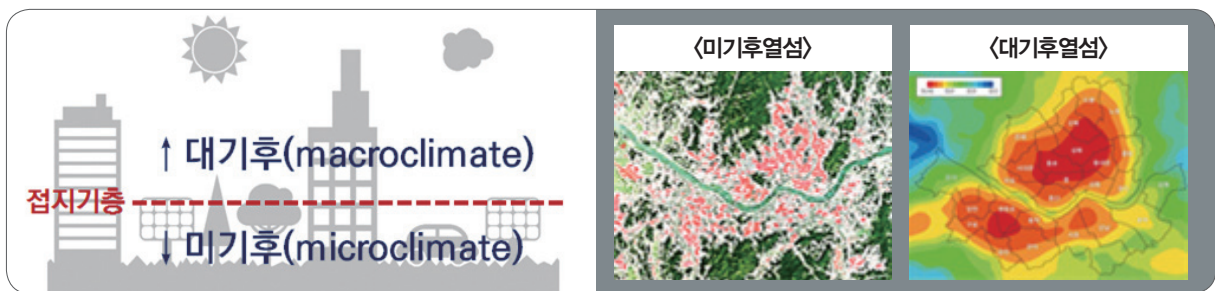 ↑ 대기후(macroclimate)
접지기층
↓ 미기후(microclimate)
〈미기후열섬〉
〈대기후열섬〉